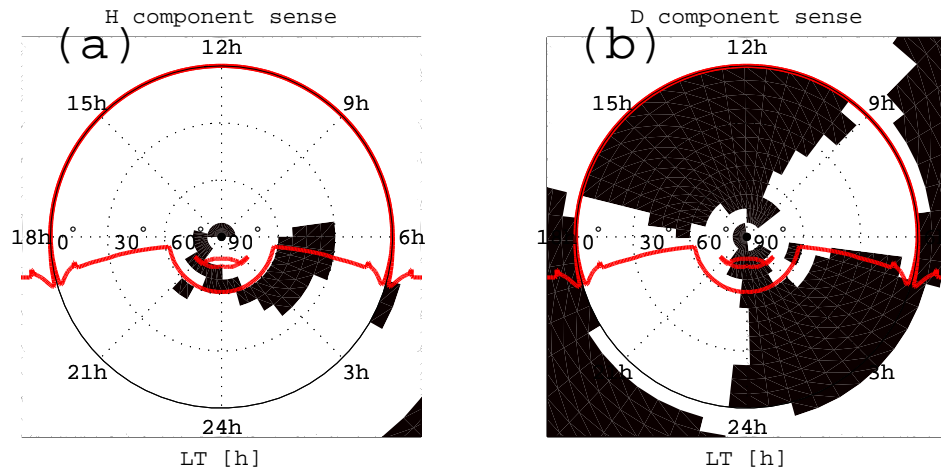 H component sense
(a)
12h
15h
9h
18h
0°
30°
60°
90°
6h
21h
3h
24h
LT [h]
D component sense
(b)
12h
15h
9h
0°
30°
60°
90°
6h
24h
LT [h]